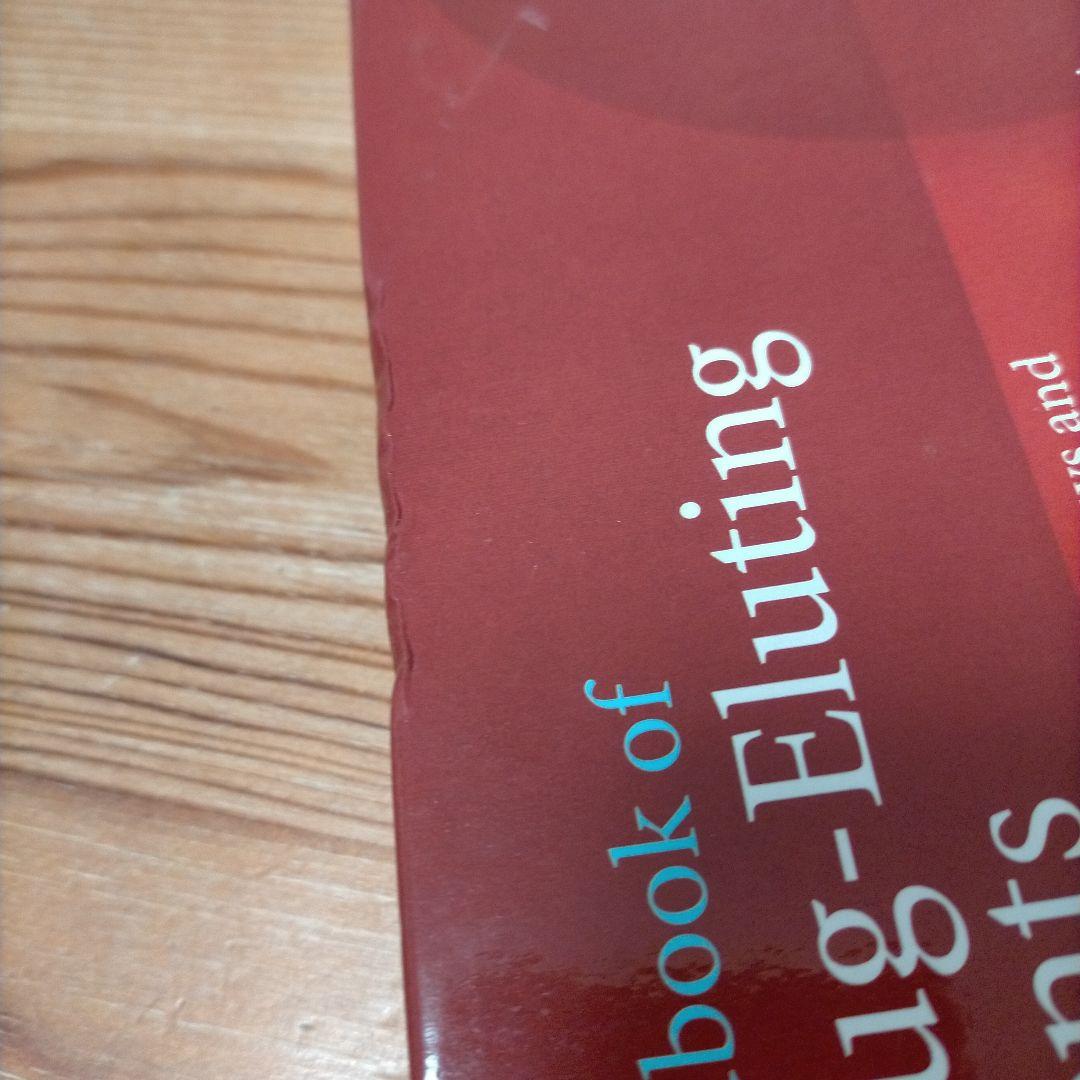 book of
ug-Eluting
nts
s and